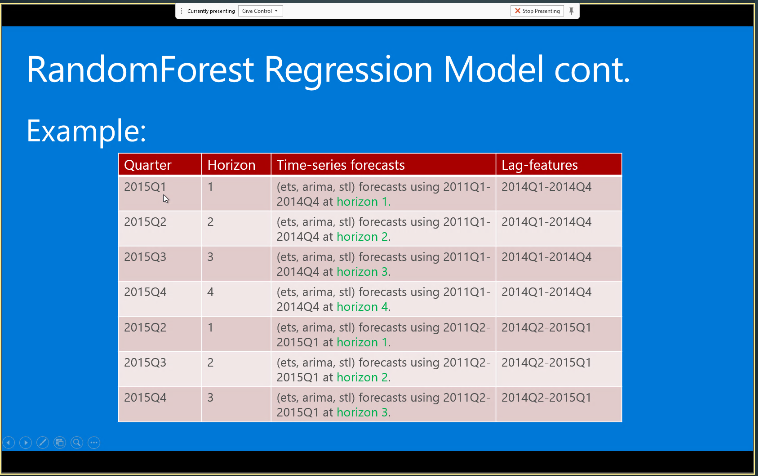 Currently presenting Give Control Stop Presenting
RandomForest Regression Model cont.
Example:
Quarter Horizon Time-series forecasts Lag-features
2015Q1 1 (ets, arima, stl) forecasts using 2011Q1- 2014Q1-2014Q4
2014Q4 at horizon 1.
2015Q2 2 (ets, arima, stl) forecasts using 2011Q1- 2014Q1-2014Q4
2014Q4 at horizon 2.
2015Q3 3 (ets, arima, stl) forecasts using 2011Q1- 2014Q1-2014Q4
2014Q4 at horizon 3.
2015Q4 4 (ets, arima, stl) forecasts using 2011Q1- 2014Q1-2014Q4
2014Q4 at horizon 4.
2015Q2 1 (ets, arima, stl) forecasts using 2011Q2- 2014Q2-2015Q1
2015Q1 at horizon 1.
2015Q3 2 (ets, arima, stl) forecasts using 2011Q2- 2014Q2-2015Q1
2015Q1 at horizon 2.
2015Q4 3 (ets, arima, stl) forecasts using 2011Q2- 2014Q2-2015Q1
2015Q1 at horizon 3.